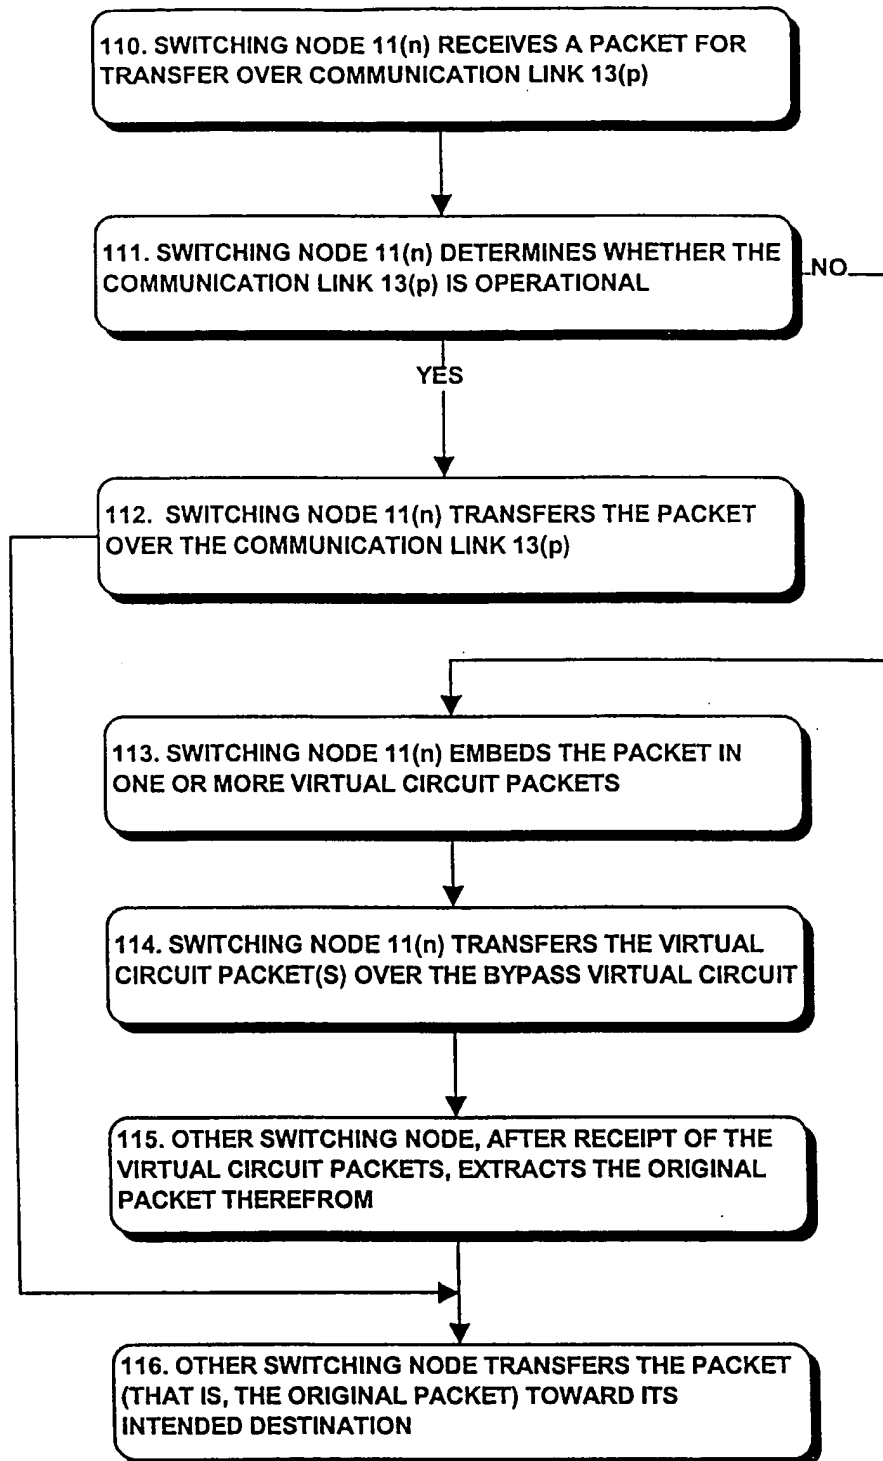 110. SWITCHING NODE 11(n) RECEIVES A PACKET FOR
TRANSFER OVER COMMUNICATION LINK 13(p)
111. SWITCHING NODE 11(n) DETERMINES WHETHER THE
COMMUNICATION LINK 13(p) IS OPERATIONAL
NO
YES
112. SWITCHING NODE 11(n) TRANSFERS THE PACKET
OVER THE COMMUNICATION LINK 13(p)
113. SWITCHING NODE 11(n) EMBEDS THE PACKET IN
ONE OR MORE VIRTUAL CIRCUIT PACKETS
114. SWITCHING NODE 11(n) TRANSFERS THE VIRTUAL
CIRCUIT PACKET(S) OVER THE BYPASS VIRTUAL CIRCUIT
115. OTHER SWITCHING NODE, AFTER RECEIPT OF THE
VIRTUAL CIRCUIT PACKETS, EXTRACTS THE ORIGINAL
PACKET THEREFROM
116. OTHER SWITCHING NODE TRANSFERS THE PACKET
(THAT IS, THE ORIGINAL PACKET) TOWARD ITS
INTENDED DESTINATION